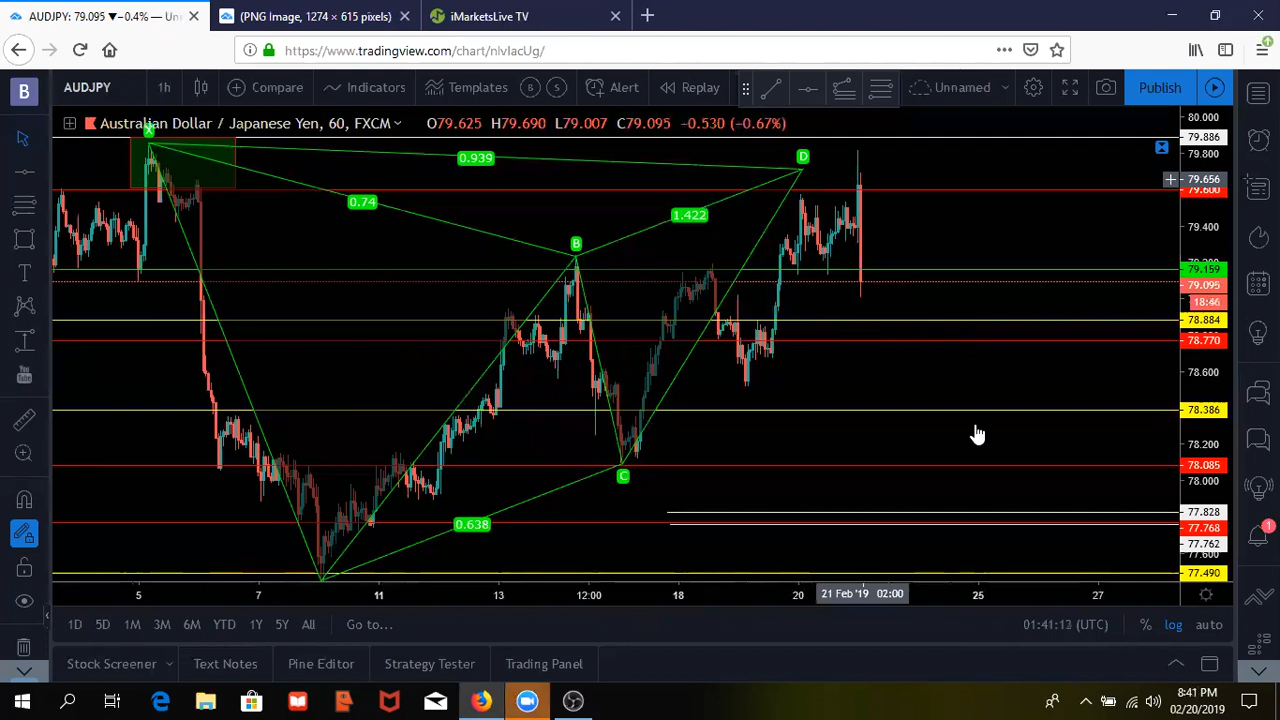 AUDJPY: 79.095 ▼−0.4% — Un
(PNG Image, 1274 × 615 pixels)
iMarketsLive TV
https://www.tradingview.com/chart/nIvIacUg/
B
AUDJPY
1h
Compare
Indicators
Templates
B
S
Alert
Replay
Unnamed
Publish
Australian Dollar / Japanese Yen, 60, FXCM
O79.625 H79.690 L79.007 C79.095 −0.530 (−0.67%)
80.000
79.886
79.800
79.656
79.600
79.400
79.159
79.095
18:46
78.884
78.770
78.600
78.386
78.200
78.085
78.000
77.828
77.768
77.762
77.600
77.490
X
0.939
D
0.74
1.422
B
C
0.638
5
7
11
13
12:00
18
20
21 Feb '19 02:00
25
27
1D 5D 1M 3M 6M YTD 1Y 5Y All Go to...
01:41:13 (UTC) % log auto
Stock Screener
Text Notes
Pine Editor
Strategy Tester
Trading Panel
1
8:41 PM
02/20/2019